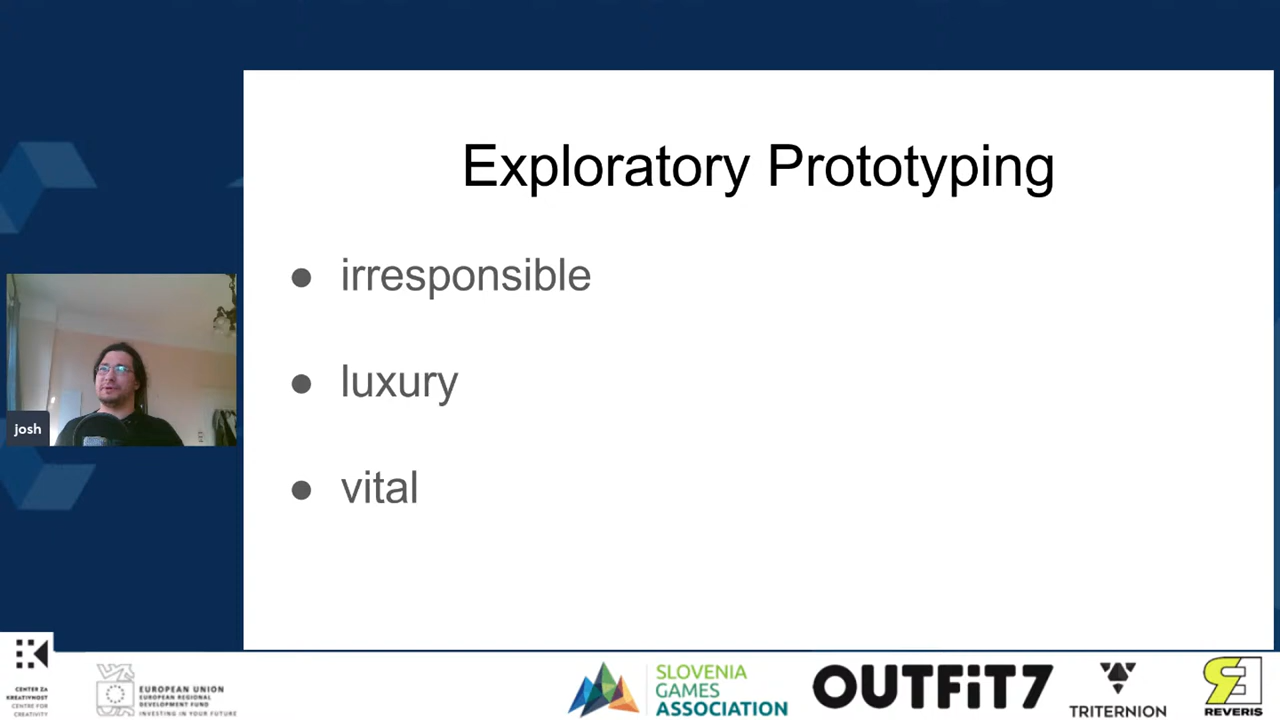 Exploratory Prototyping
● irresponsible
● luxury
● vital
josh
CENTER ZA
KREATIVNOST
CENTRE FOR
CREATIVITY
EUROPEAN UNION
EUROPEAN REGIONAL
DEVELOPMENT FUND
INVESTING IN YOUR FUTURE
SLOVENIA
GAMES
ASSOCIATION
OUTFiT7
TRITERNION
REVERIS